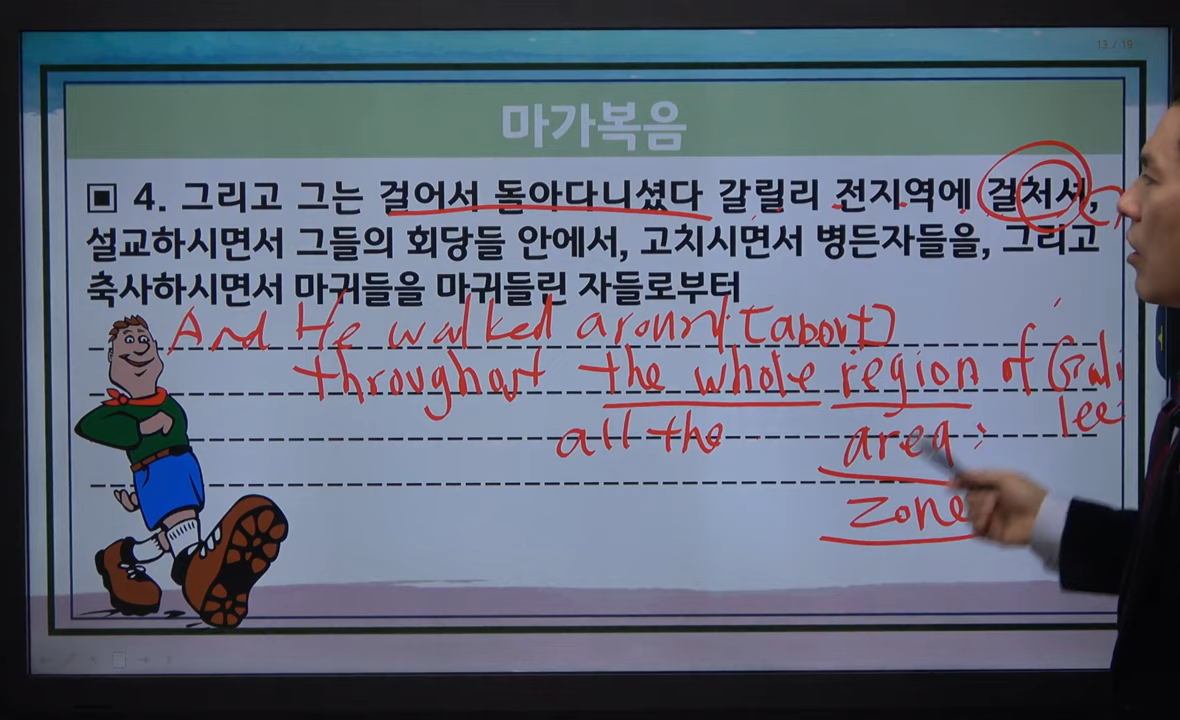 13 / 19
마가복음
▣ 4. 그리고 그는 걸어서 돌아다니셨다 갈릴리 전지역에 걸처서,
설교하시면서 그들의 회당들 안에서, 고치시면서 병든자들을, 그리고
축사하시면서 마귀들을 마귀들린 자들로부터
And He walked around (about)
throughout the whole region of Gali
lee
all the area
zone